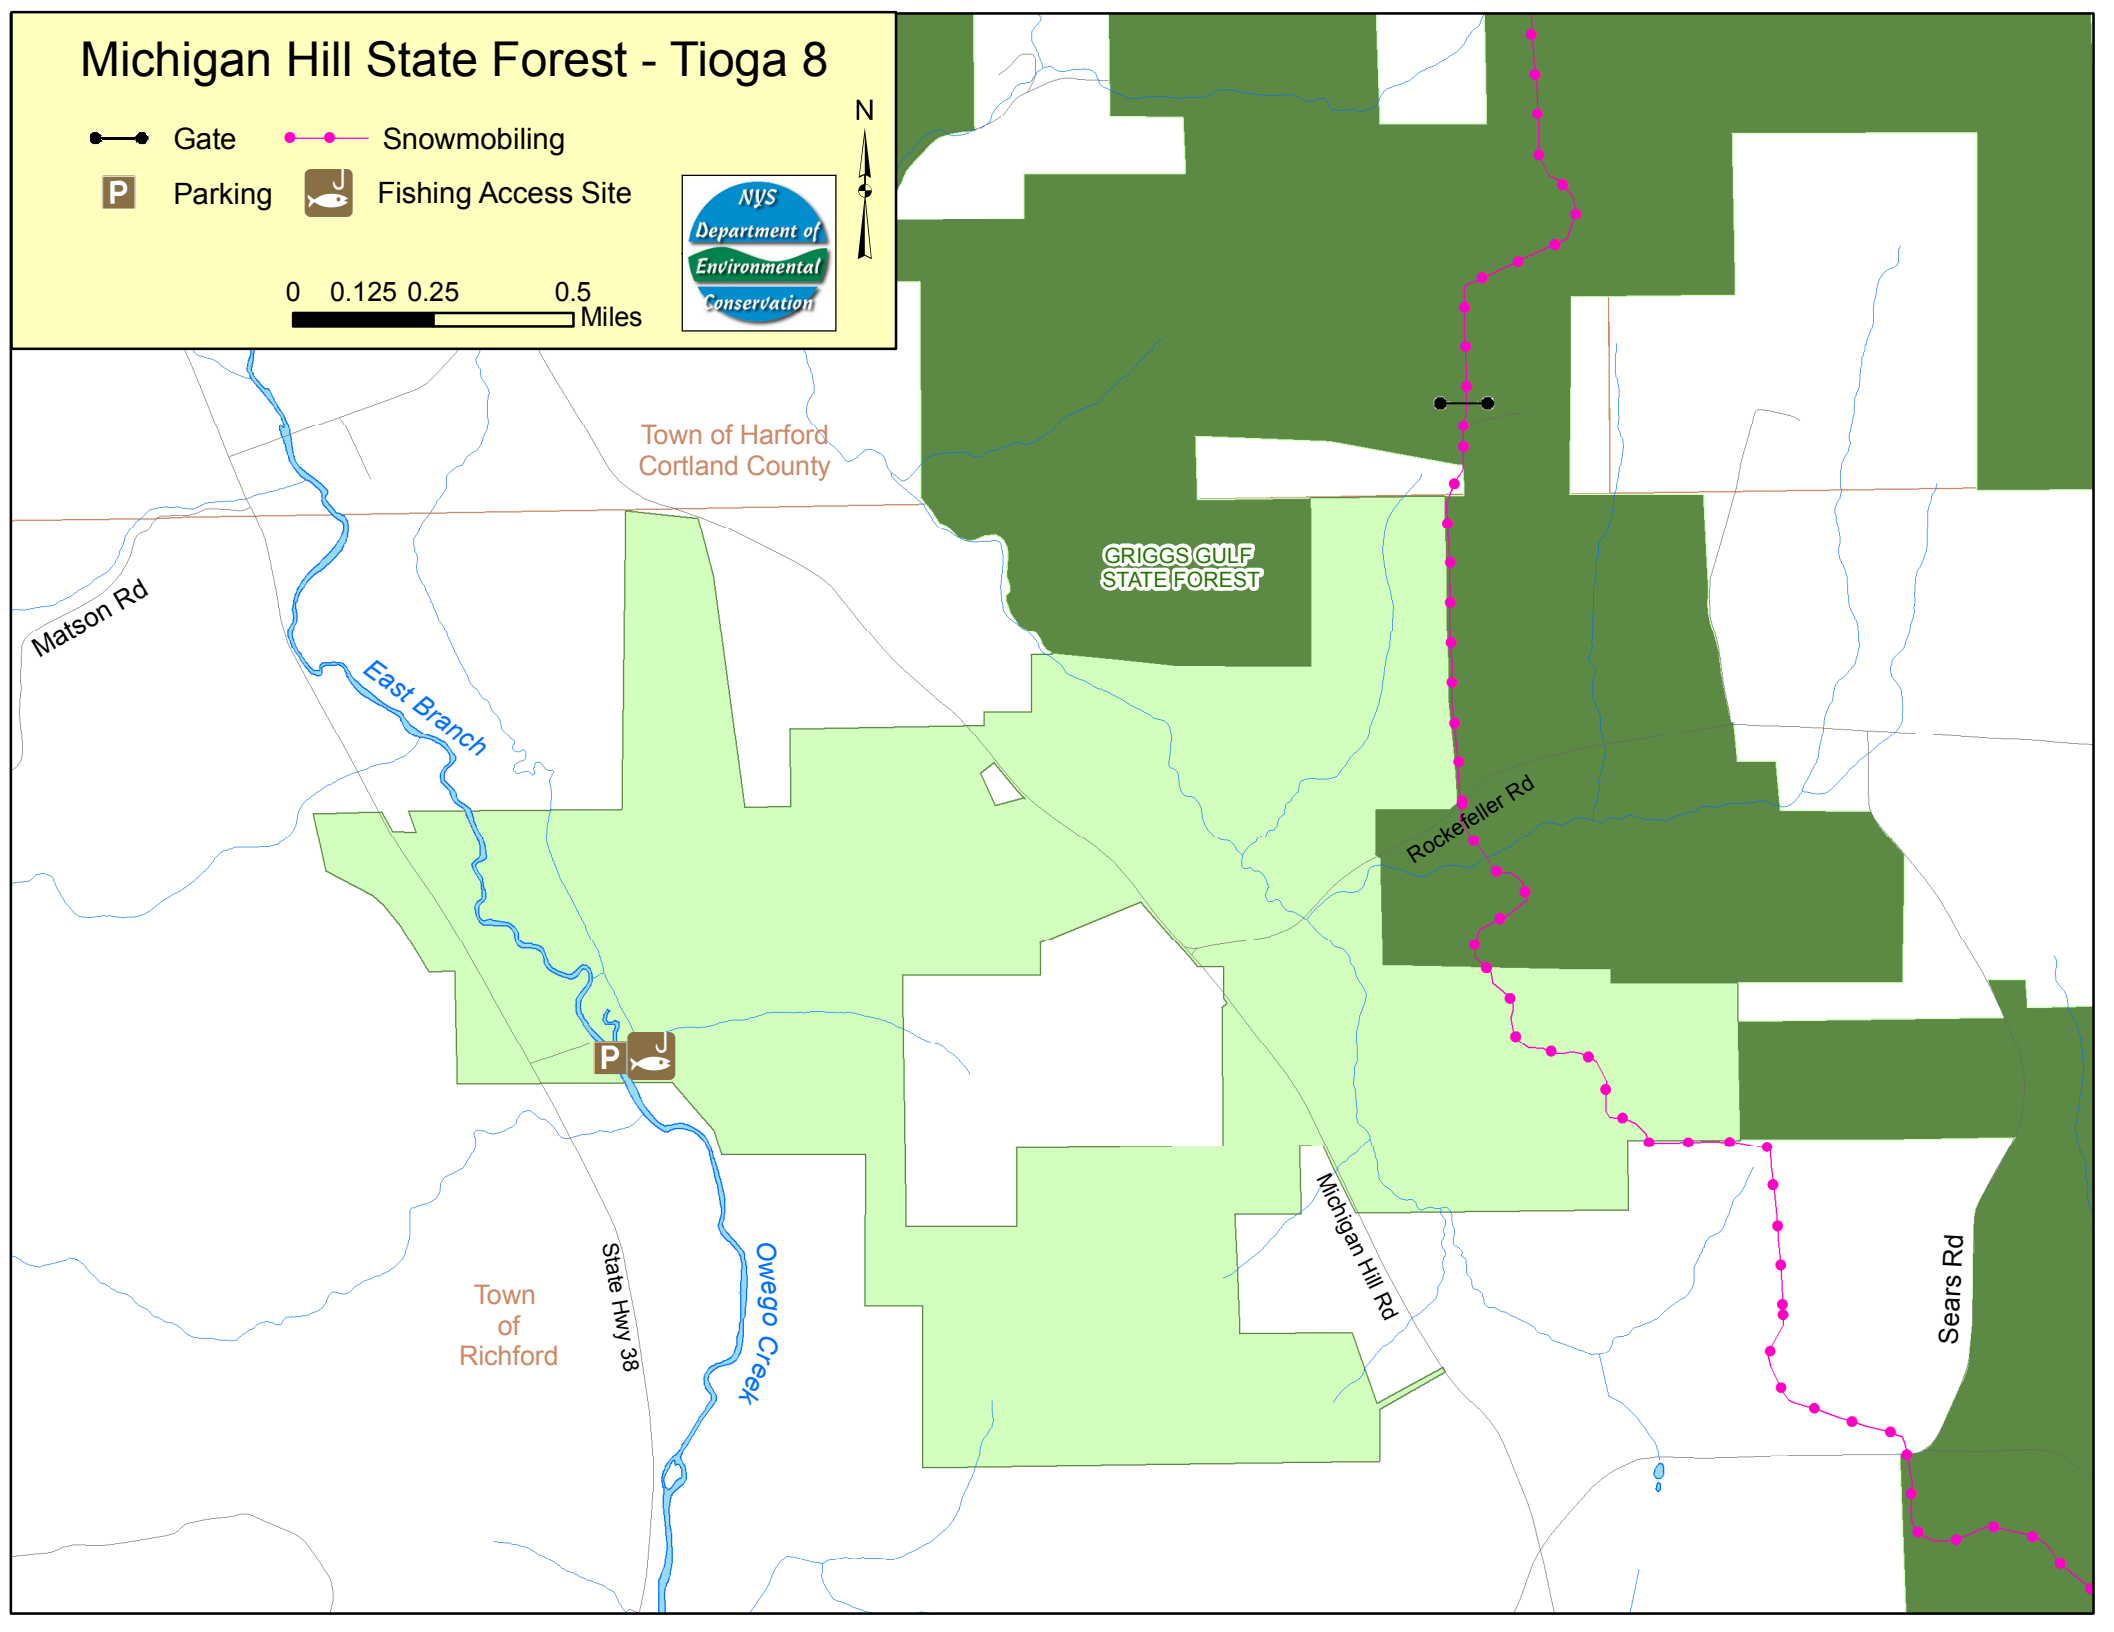 Michigan Hill State Forest - Tioga 8
Gate
Snowmobiling
N
P
Parking
Fishing Access Site
NYS
Department of
Environmental
Conservation
0 0.125 0.25 0.5
Miles
Town of Harford
Cortland County
GRIGGS GULF
STATE FOREST
Matson Rd
East Branch
Rockefeller Rd
P
Michigan Hill Rd
State Hwy 38
Owego Creek
Sears Rd
Town
of
Richford